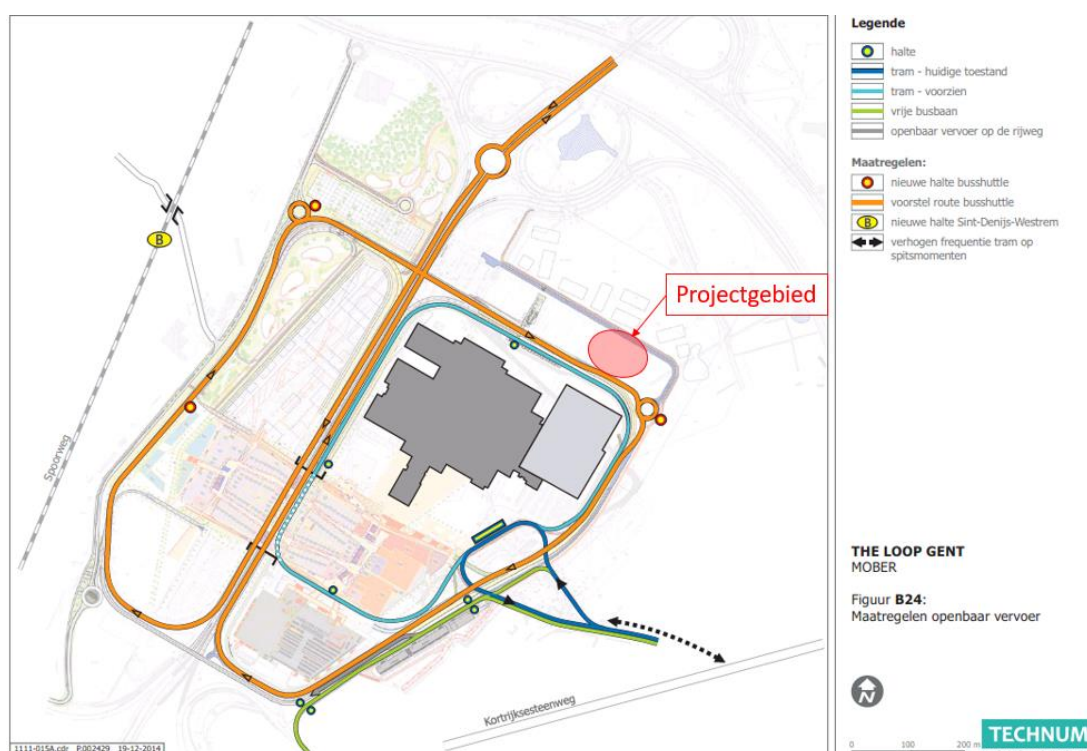 Projectgebied
B
Spoorweg
Kortrijksesteenweg
1111-015A.cdr P.002429 19-12-2014
Legende
halte
tram - huidige toestand
tram - voorzien
vrije busbaan
openbaar vervoer op de rijweg
Maatregelen:
nieuwe halte busshuttle
voorstel route busshuttle
B
nieuwe halte Sint-Denijs-Westrem
verhogen frequentie tram op
spitsmomenten
THE LOOP GENT
MOBER
Figuur B24:
Maatregelen openbaar vervoer
N
0 100 200 m
TECHNUM